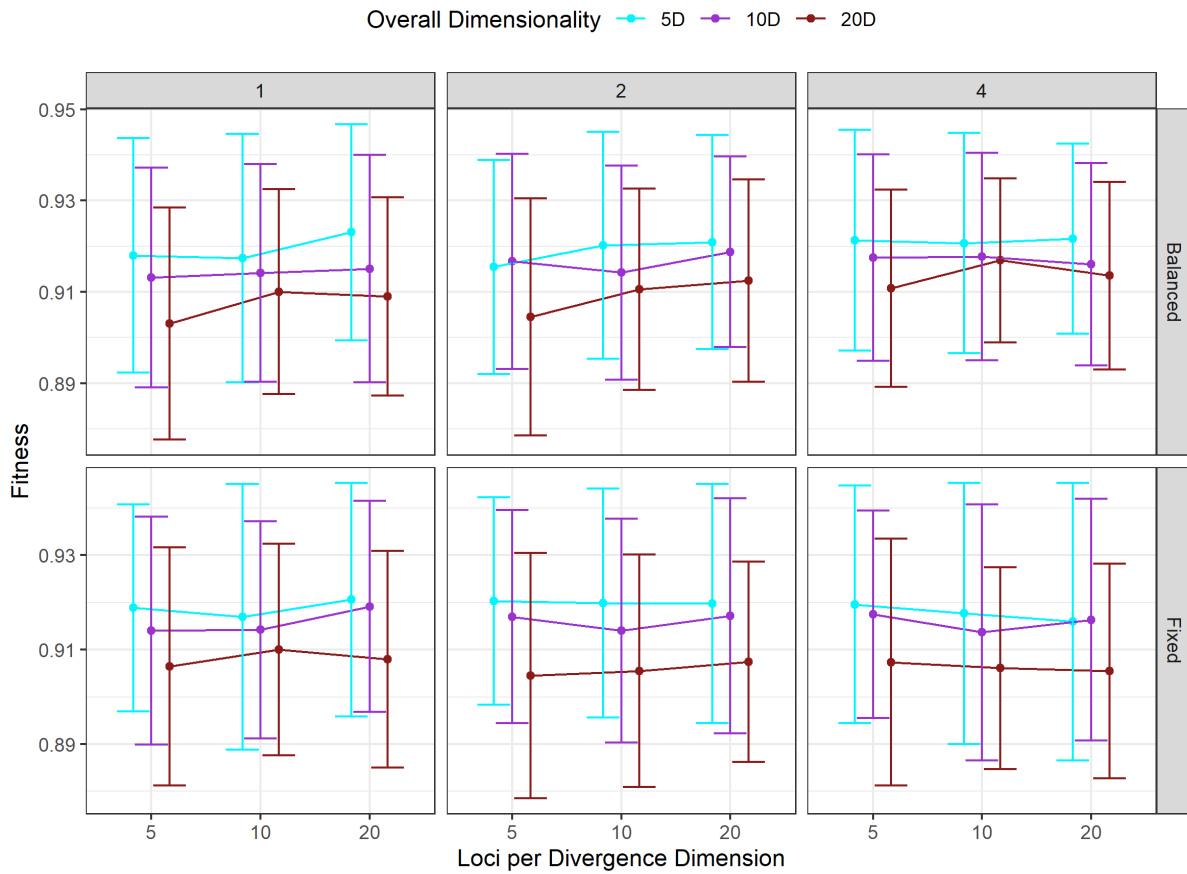 Overall Dimensionality 5D 10D 20D
1 2 4
0.95
0.93
0.91
0.89
Balanced
Fitness
0.93
0.91
0.89
Fixed
5 10 20 5 10 20 5 10 20
Loci per Divergence Dimension